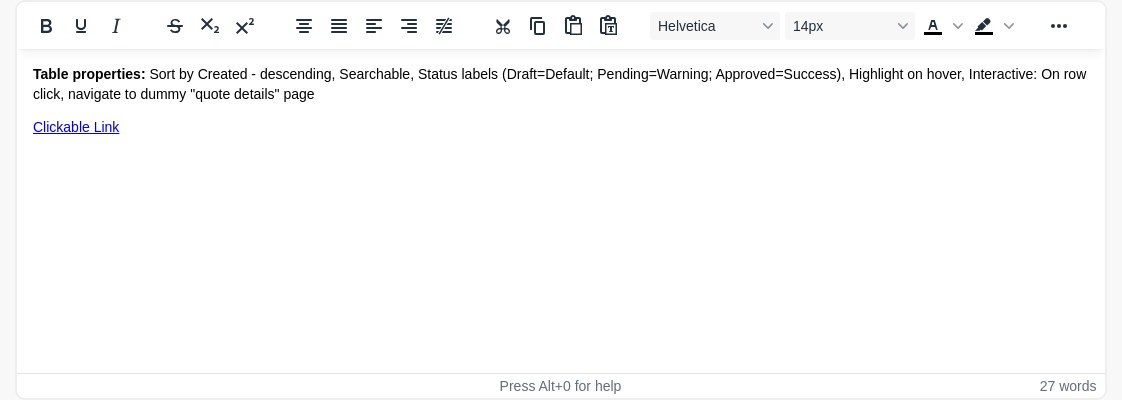 Helvetica 14px
Table properties: Sort by Created - descending, Searchable, Status labels (Draft=Default; Pending=Warning; Approved=Success), Highlight on hover, Interactive: On row
click, navigate to dummy "quote details" page
Clickable Link
Press Alt+0 for help 27 words